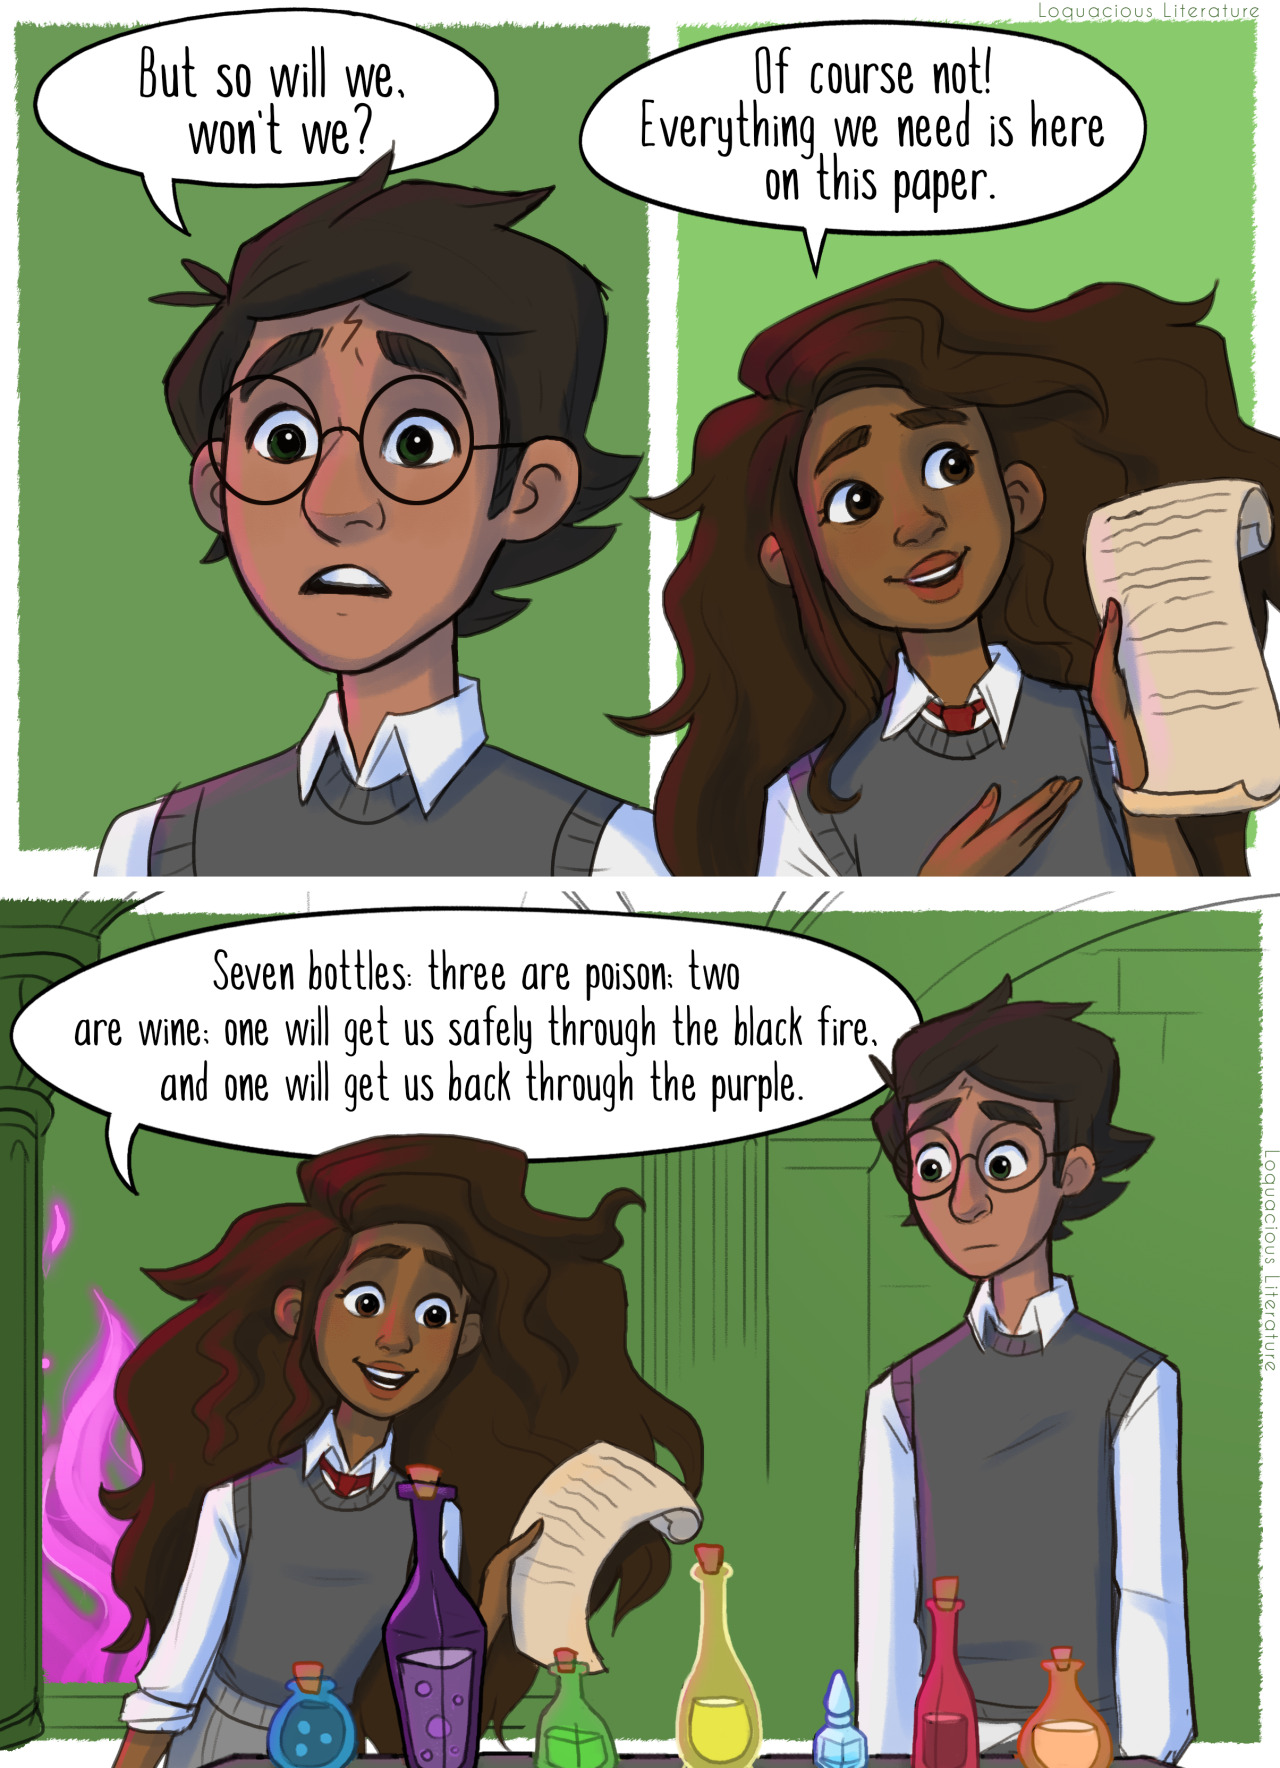 Loquacious Literature
But so will we,
won't we?
Of course not!
Everything we need is here
on this paper.
Seven bottles: three are poison; two
are wine; one will get us safely through the black fire,
and one will get us back through the purple.
Loquacious Literature